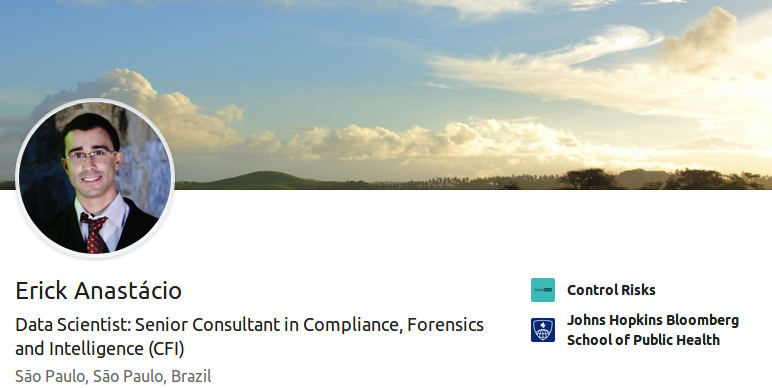 Erick Anastácio
Data Scientist: Senior Consultant in Compliance, Forensics
and Intelligence (CFI)
São Paulo, São Paulo, Brazil
Control Risks
Johns Hopkins Bloomberg
School of Public Health